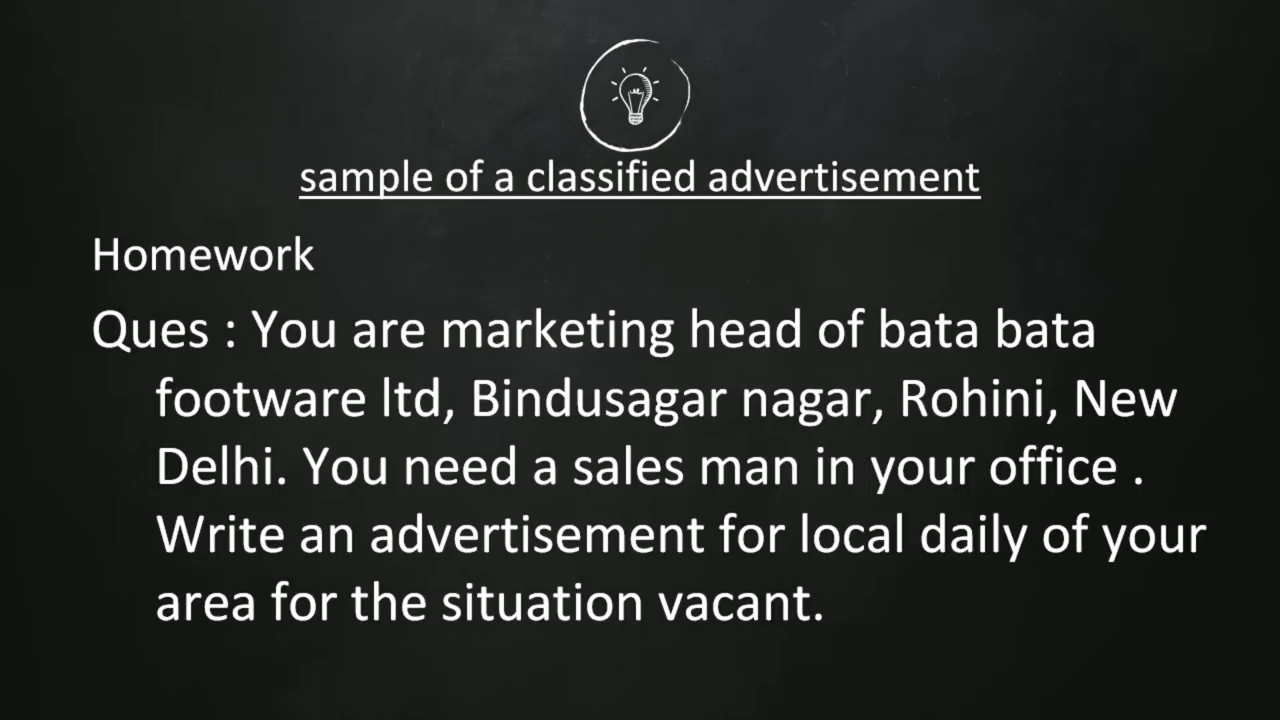 sample of a classified advertisement
Homework
Ques : You are marketing head of bata bata
footware ltd, Bindusagar nagar, Rohini, New
Delhi. You need a sales man in your office .
Write an advertisement for local daily of your
area for the situation vacant.